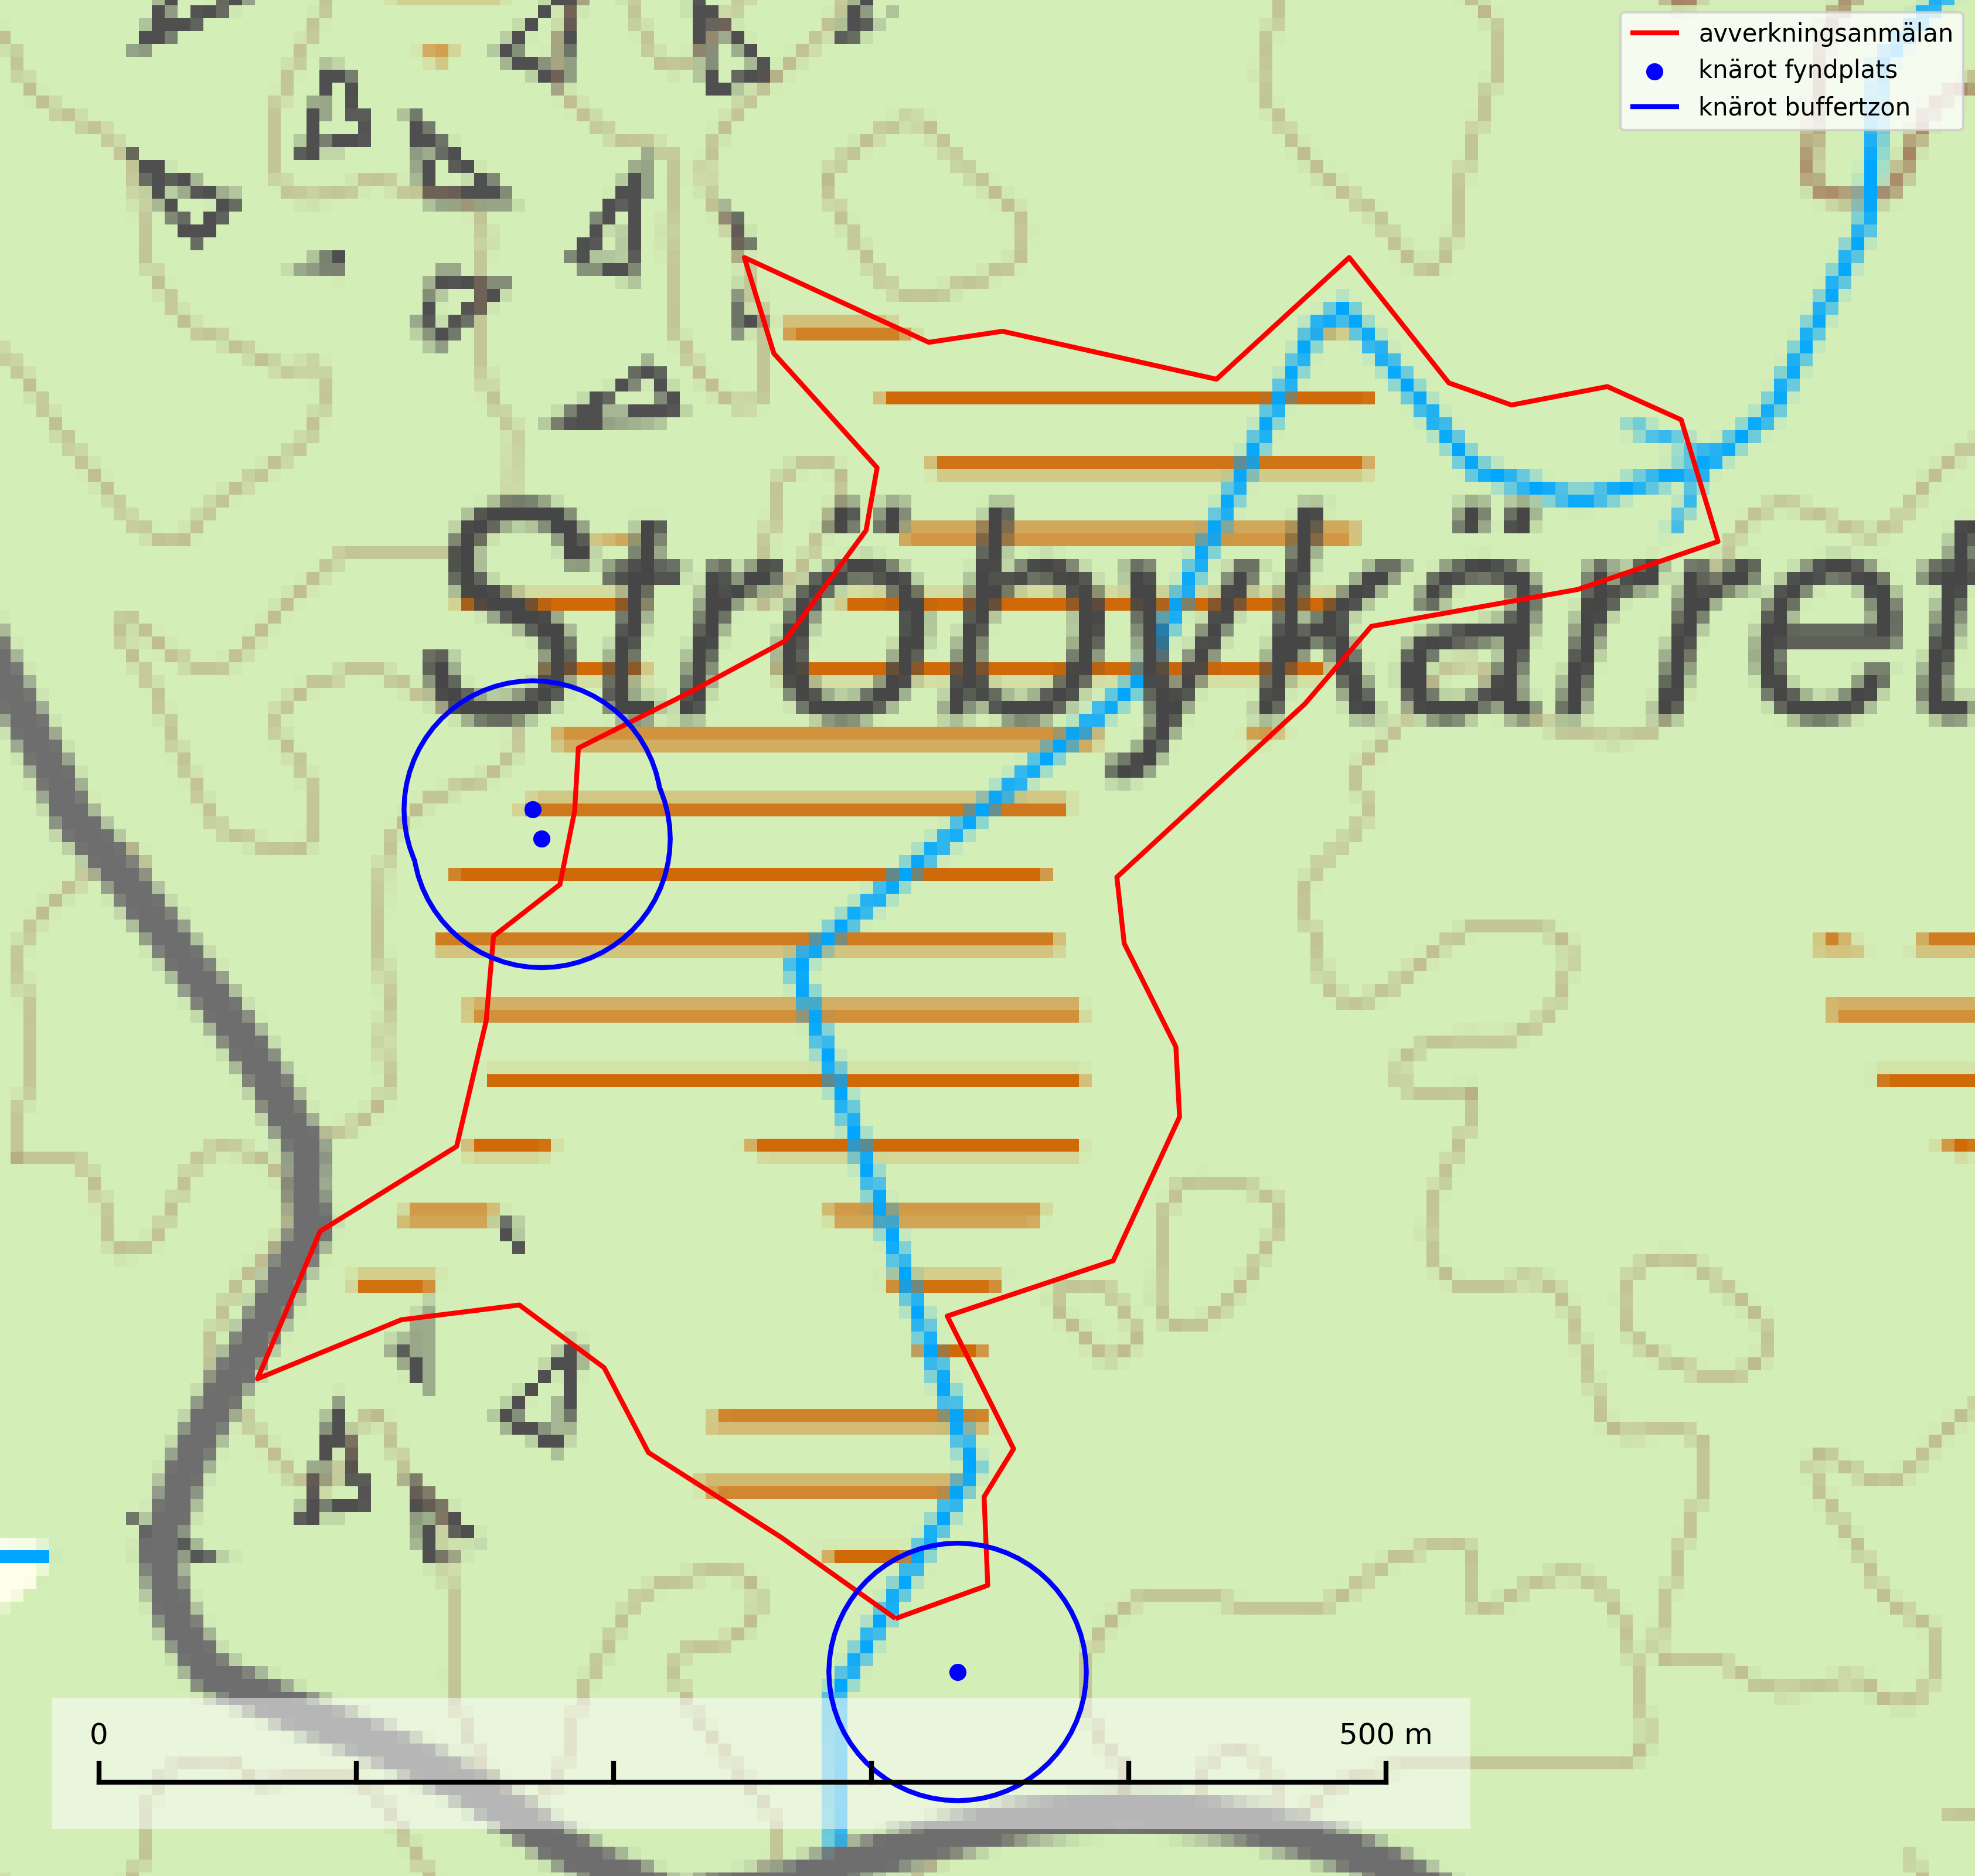 avverkningsanmälan
knärot fyndplats
knärot buffertzon
Ströbykärret
0 500 m